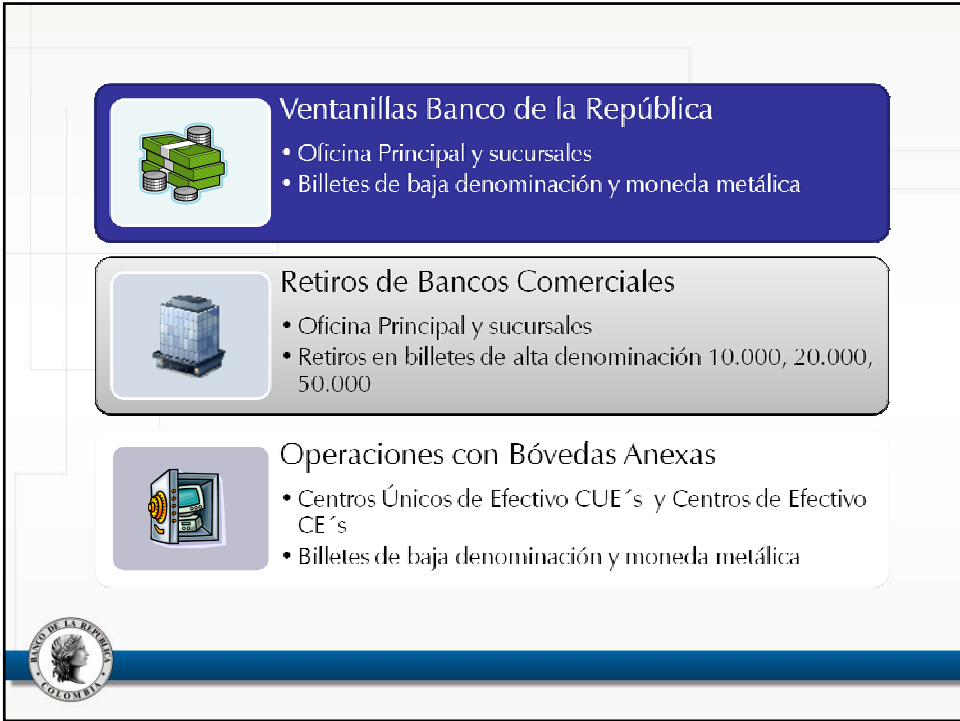 Ventanillas Banco de la República
• Oficina Principal y sucursales
• Billetes de baja denominación y moneda metálica
Retiros de Bancos Comerciales
• Oficina Principal y sucursales
• Retiros en billetes de alta denominación 10.000, 20.000,
50.000
Operaciones con Bóvedas Anexas
• Centros Únicos de Efectivo CUE´s y Centros de Efectivo
CE´s
• Billetes de baja denominación y moneda metálica
BANCO DE LA REPUBLICA
COLOMBIA